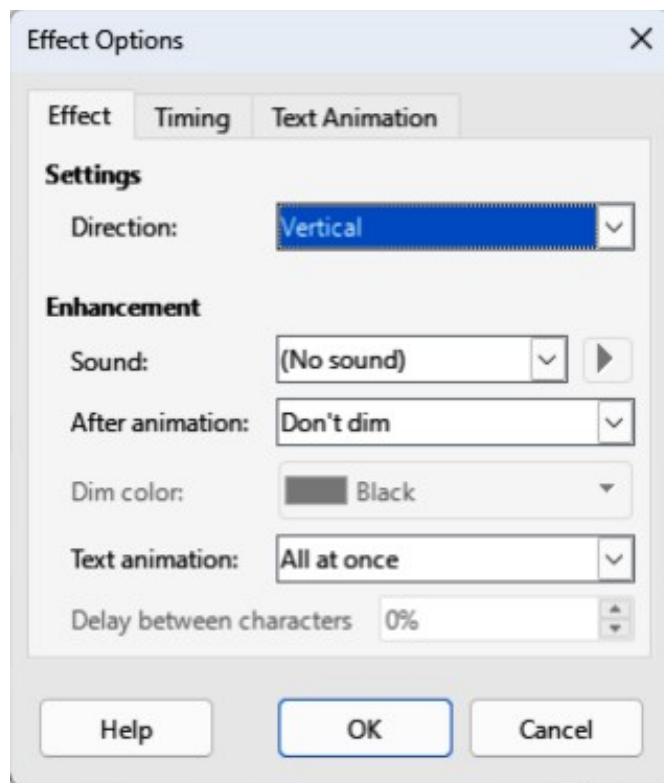 Effect Options
Effect Timing Text Animation
Settings
Direction: Vertical
Enhancement
Sound: (No sound)
After animation: Don't dim
Dim color: Black
Text animation: All at once
Delay between characters 0%
Help OK Cancel